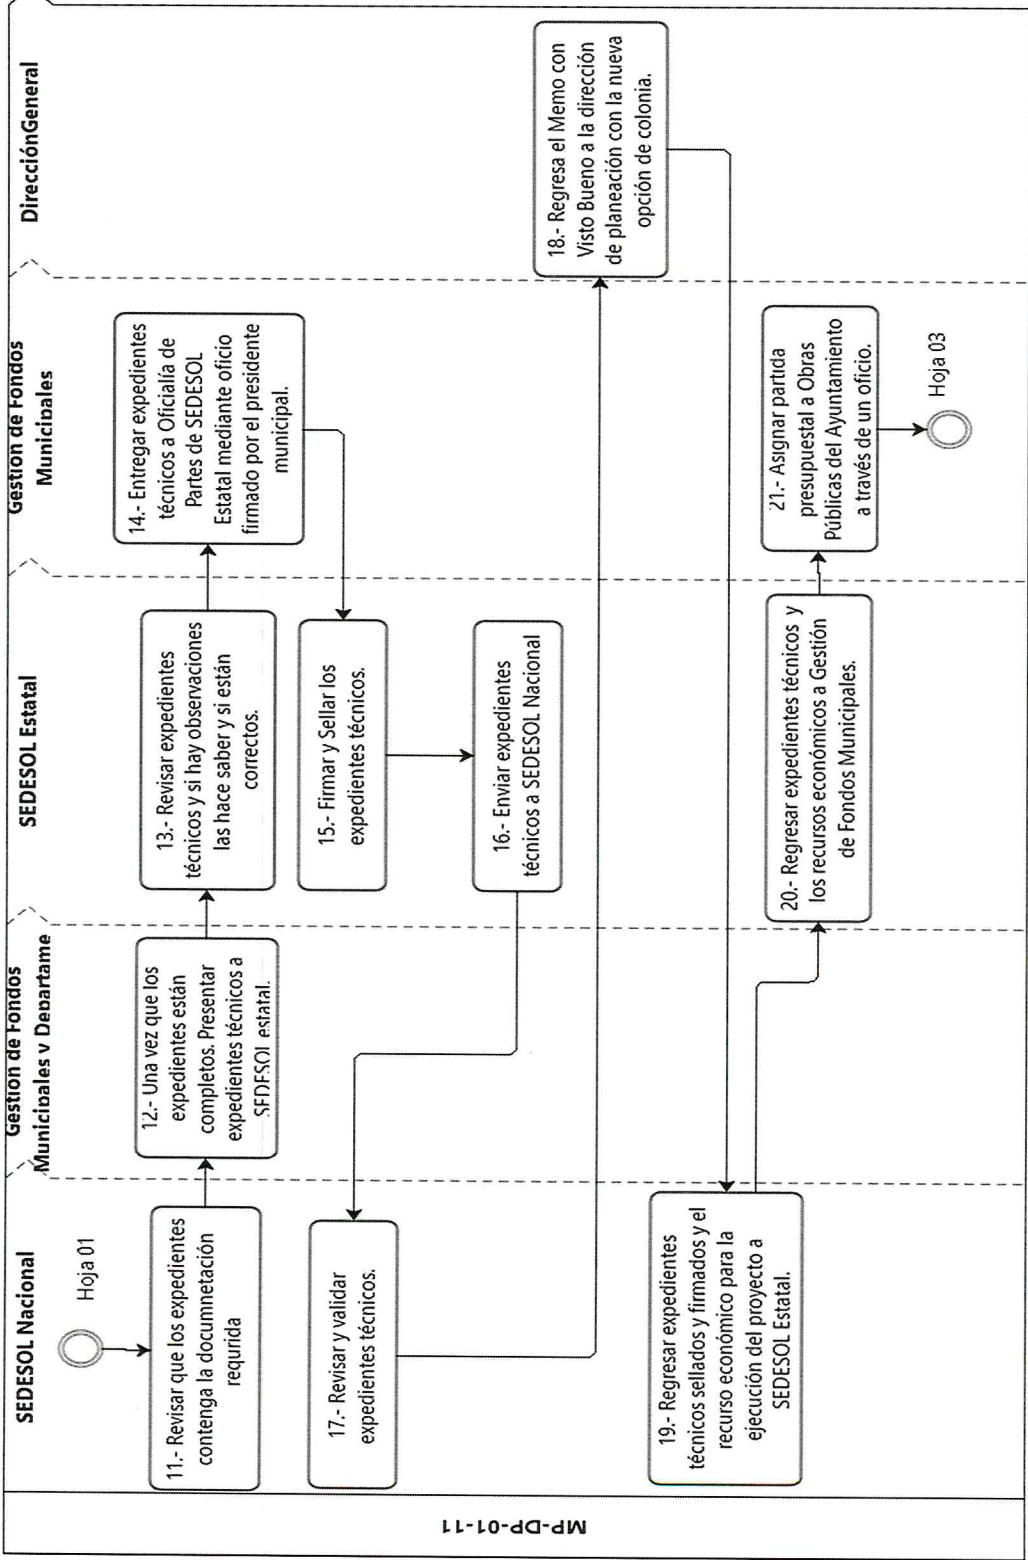 MP-DP-01-11
SEDESOL Nacional
Gestion de Fondos
Municipales y Departame
SEDESOL Estatal
Gestion de Fondos
Municipales
DirecciónGeneral
Hoja 01
11.- Revisar que los expedientes
contenga la documnetación
requrida
12.- Una vez que los
expedientes están
completos. Presentar
expedientes técnicos a
SEDESOL estatal.
13.- Revisar expedientes
técnicos y si hay observaciones
las hace saber y si están
correctos.
14.- Entregar expedientes
técnicos a Oficialía de
Partes de SEDESOL
Estatal mediante oficio
firmado por el presidente
municipal.
15.- Firmar y Sellar los
expedientes técnicos.
16.- Enviar expedientes
técnicos a SEDESOL Nacional
17.- Revisar y validar
expedientes técnicos.
18.- Regresa el Memo con
Visto Bueno a la dirección
de planeación con la nueva
opción de colonia.
19.- Regresar expedientes
técnicos sellados y firmados y el
recurso económico para la
ejecución del proyecto a
SEDESOL Estatal.
20.- Regresar expedientes técnicos y
los recursos económicos a Gestión
de Fondos Municipales.
21.- Asignar partida
presupuestal a Obras
Públicas del Ayuntamiento
a través de un oficio.
Hoja 03